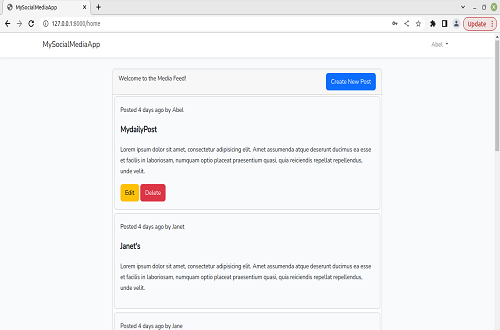 MySocialMediaApp
127.0.0.1:8000/home
Update
MySocialMediaApp
Abel
Welcome to the Media Feed!
Create New Post
Posted 4 days ago by Abel
MydailyPost
Lorem ipsum dolor sit amet, consectetur adipisicing elit. Amet assumenda atque deserunt ducimus ea esse
et facilis in laboriosam, numquam optio placeat praesentium quasi, quia reiciendis repellat repellendus,
unde velit.
Edit
Delete
Posted 4 days ago by Janet
Janet's
Lorem ipsum dolor sit amet, consectetur adipisicing elit. Amet assumenda atque deserunt ducimus ea esse
et facilis in laboriosam, numquam optio placeat praesentium quasi, quia reiciendis repellat repellendus,
unde velit.
Posted 4 days ago by Jane